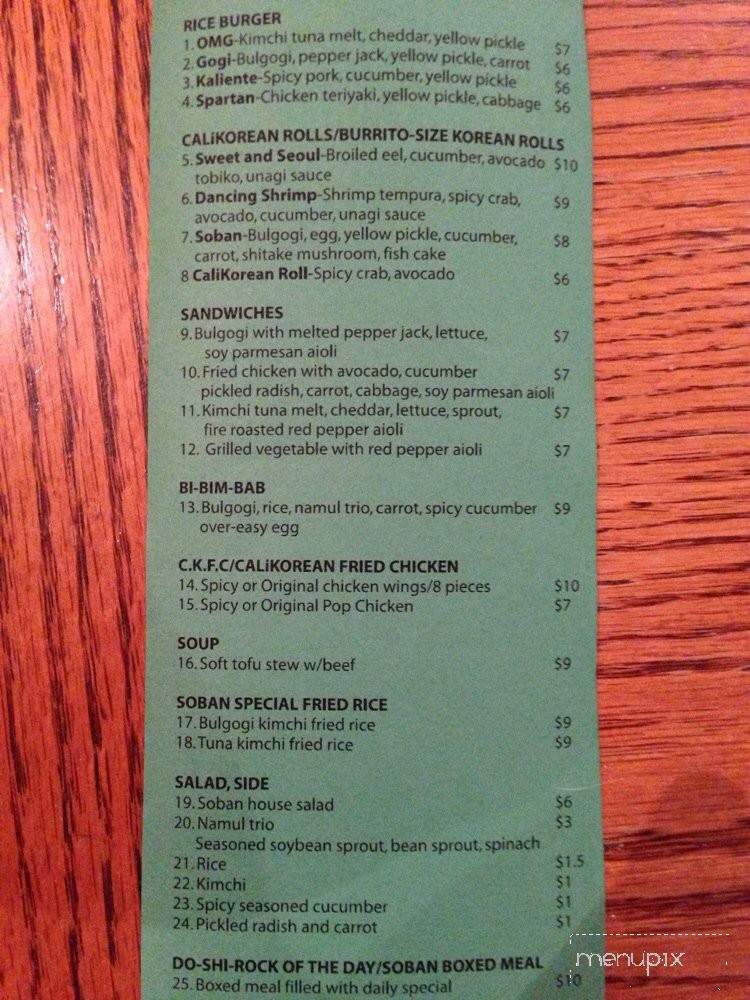 RICE BURGER
1. OMG-Kimchi tuna melt, cheddar, yellow pickle $7
2. Gogi-Bulgogi, pepper jack, yellow pickle, carrot $6
3. Kaliente-Spicy pork, cucumber, yellow pickle $6
4. Spartan-Chicken teriyaki, yellow pickle, cabbage $6
CALiKOREAN ROLLS/BURRITO-SIZE KOREAN ROLLS
5. Sweet and Seoul-Broiled eel, cucumber, avocado $10
tobiko, unagi sauce
6. Dancing Shrimp-Shrimp tempura, spicy crab, $9
avocado, cucumber, unagi sauce
7. Soban-Bulgogi, egg, yellow pickle, cucumber, $8
carrot, shitake mushroom, fish cake
8 CaliKorean Roll-Spicy crab, avocado $6
SANDWICHES
9. Bulgogi with melted pepper jack, lettuce, $7
soy parmesan aioli
10. Fried chicken with avocado, cucumber $7
pickled radish, carrot, cabbage, soy parmesan aioli
11. Kimchi tuna melt, cheddar, lettuce, sprout, $7
fire roasted red pepper aioli
12. Grilled vegetable with red pepper aioli $7
BI-BIM-BAB
13. Bulgogi, rice, namul trio, carrot, spicy cucumber $9
over-easy egg
C.K.F.C/CALiKOREAN FRIED CHICKEN
14. Spicy or Original chicken wings/8 pieces $10
15. Spicy or Original Pop Chicken $7
SOUP
16. Soft tofu stew w/beef $9
SOBAN SPECIAL FRIED RICE
17. Bulgogi kimchi fried rice $9
18. Tuna kimchi fried rice $9
SALAD, SIDE
19. Soban house salad $6
20. Namul trio $3
Seasoned soybean sprout, bean sprout, spinach
21. Rice $1.5
22. Kimchi $1
23. Spicy seasoned cucumber $1
24. Pickled radish and carrot $1
DO-SHI-ROCK OF THE DAY/SOBAN BOXED MEAL
25. Boxed meal filled with daily special $10
menupix